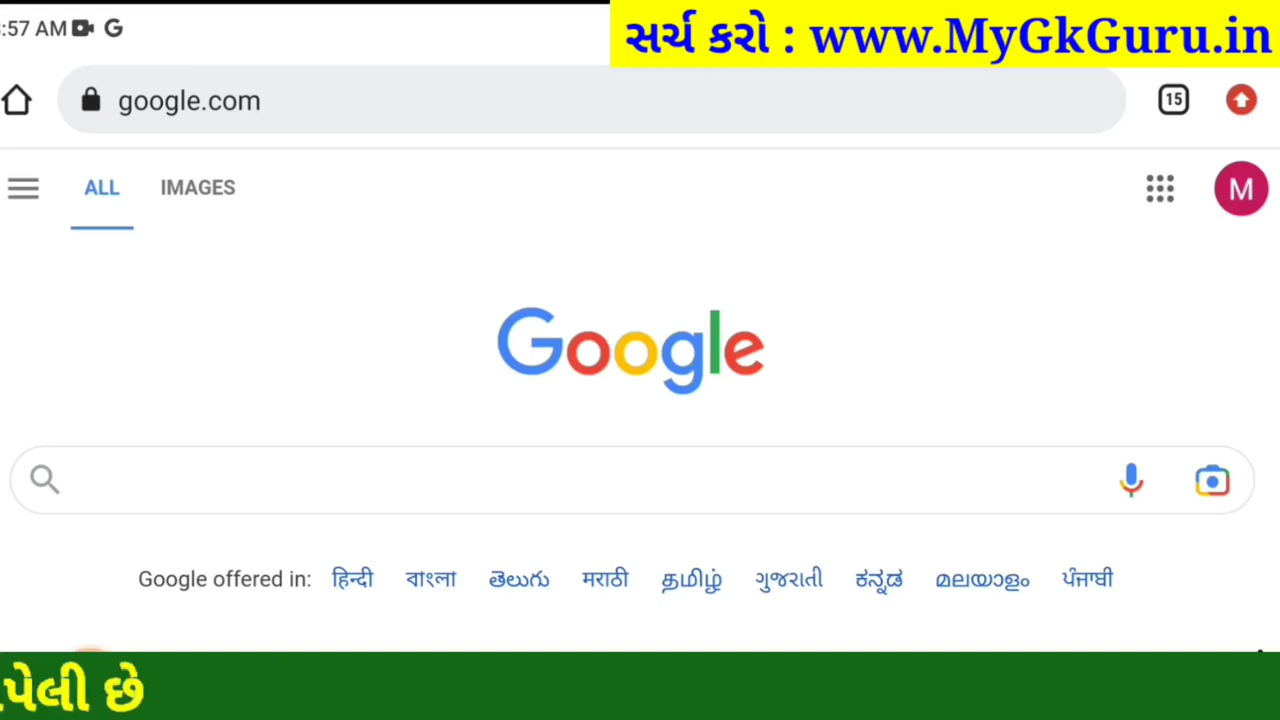 :57 AM G
સર્ચ કરો : www.MyGkGuru.in
google.com
15
ALL IMAGES
M
Google
Google offered in: हिन्दी বাংলা తెలుగు मराठी தமிழ் ગુજરાતી ಕನ್ನಡ മലയാളം ਪੰਜਾਬੀ
પેલી છે